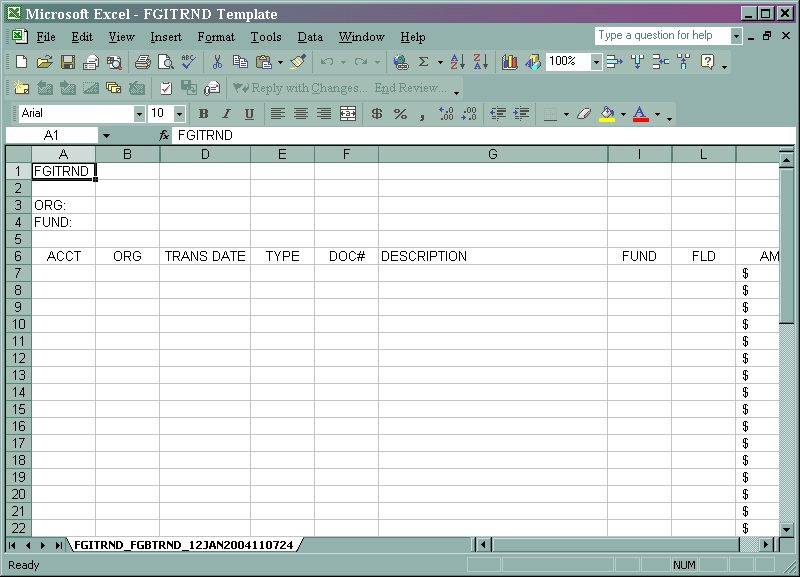 Microsoft Excel - FGITRND Template
File Edit View Insert Format Tools Data Window Help Type a question for help
100%
Reply with Changes... End Review...
Arial 10 B I U $ % ,
A1 fx FGITRND
A B D E F G I L
1 FGITRND
2
3 ORG:
4 FUND:
5
6 ACCT ORG TRANS DATE TYPE DOC# DESCRIPTION FUND FLD AM
7 $
8 $
9 $
10 $
11 $
12 $
13 $
14 $
15 $
16 $
17 $
18 $
19 $
20 $
21 $
22 $
FGITRND_FGBTRND_12JAN2004110724
Ready NUM